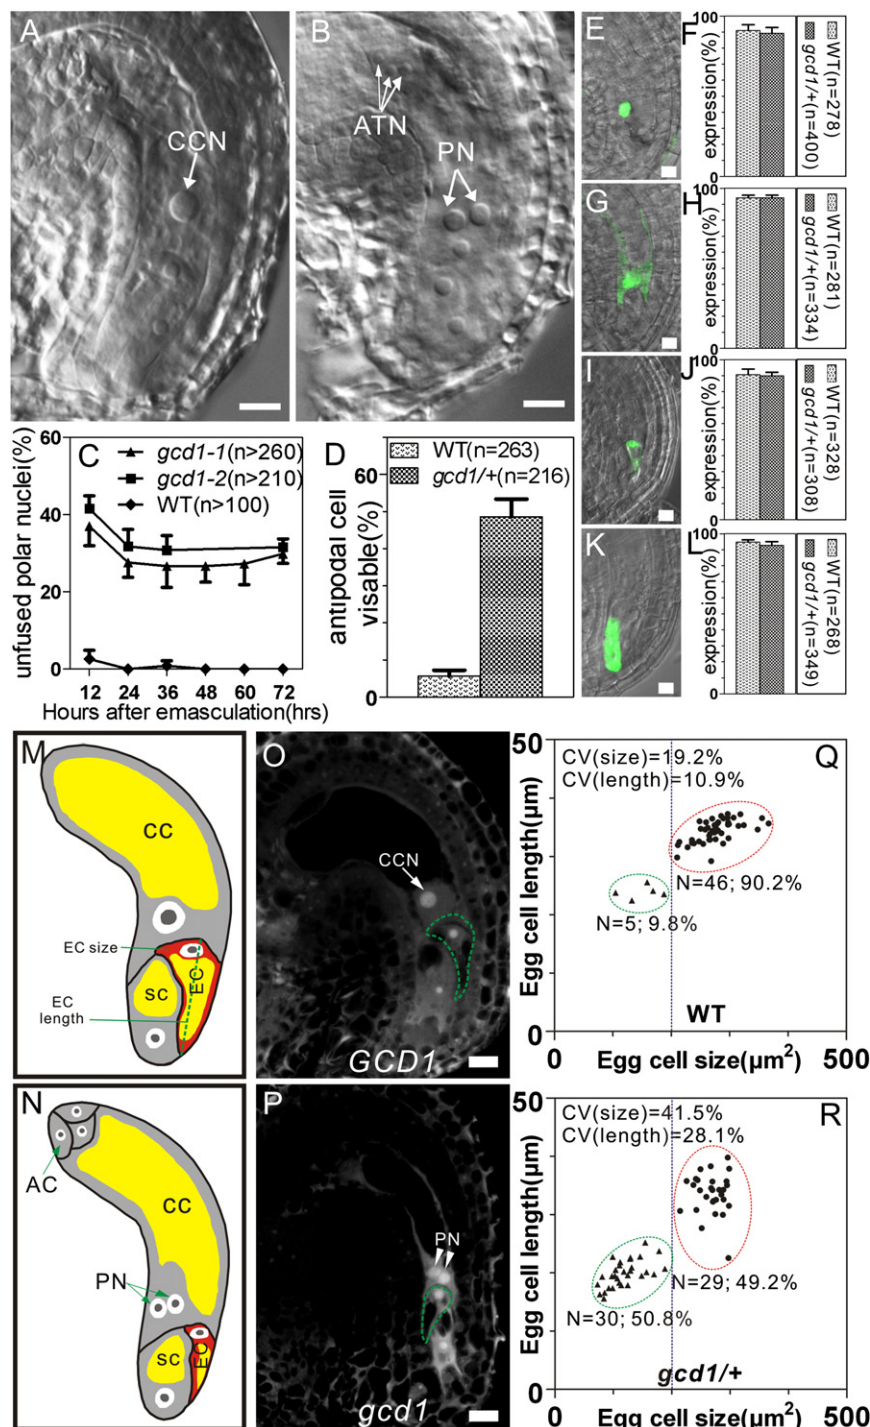 A
CCN
B
ATN
PN
E
F
expression(%)
100
0
WT(n=278)
gcd1/+(n=400)
G
H
expression(%)
100
0
WT(n=281)
gcd1/+(n=334)
I
J
expression(%)
100
0
WT(n=328)
gcd1/+(n=308)
K
L
expression(%)
100
0
WT(n=268)
gcd1/+(n=349)
C
unfused polar nuclei(%)
60
40
20
0
gcd1-1(n>260)
gcd1-2(n>210)
WT(n>100)
12 24 36 48 60 72
Hours after emasculation(hrs)
D
antipodal cell
visable(%)
60
0
WT(n=263)
gcd1/+(n=216)
M
CC
EC size
EC
SC
EC
length
O
CCN
GCD1
Q
Egg cell length(µm)
50
0
CV(size)=19.2%
CV(length)=10.9%
N=46; 90.2%
N=5; 9.8%
WT
0 Egg cell size(µm²) 500
N
AC
CC
PN
EC
SC
P
PN
gcd1
R
Egg cell length(µm)
50
0
CV(size)=41.5%
CV(length)=28.1%
N=29; 49.2%
N=30; 50.8%
gcd1/+
0 Egg cell size(µm²) 500